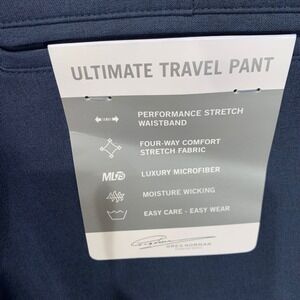 ULTIMATE TRAVEL PANT
PERFORMANCE STRETCH
WAISTBAND
FOUR-WAY COMFORT
STRETCH FABRIC
ML75 LUXURY MICROFIBER
MOISTURE WICKING
EASY CARE - EASY WEAR
GREG NORMAN